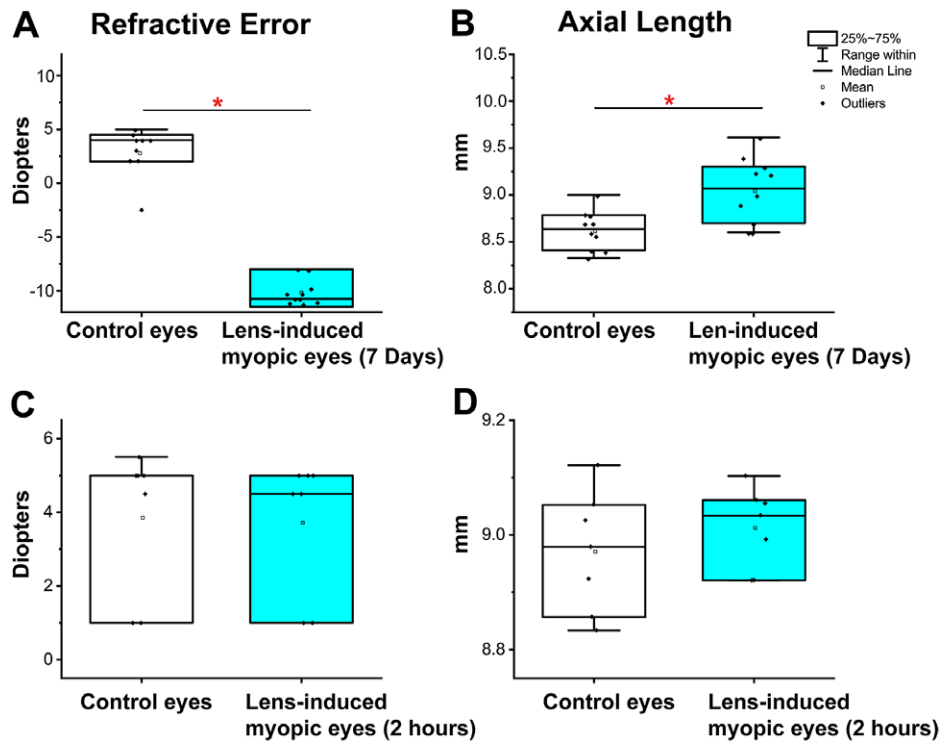 A
Refractive Error
Diopters
10
5
0
-5
-10
*
Control eyes
Lens-induced
myopic eyes (7 Days)
B
Axial Length
mm
10.5
10.0
9.5
9.0
8.5
8.0
*
25%~75%
Range within
Median Line
Mean
Outliers
Control eyes
Len-induced
myopic eyes (7 Days)
C
Diopters
6
4
2
0
Control eyes
Lens-induced
myopic eyes (2 hours)
D
mm
9.2
9.0
8.8
Control eyes
Lens-induced
myopic eyes (2 hours)